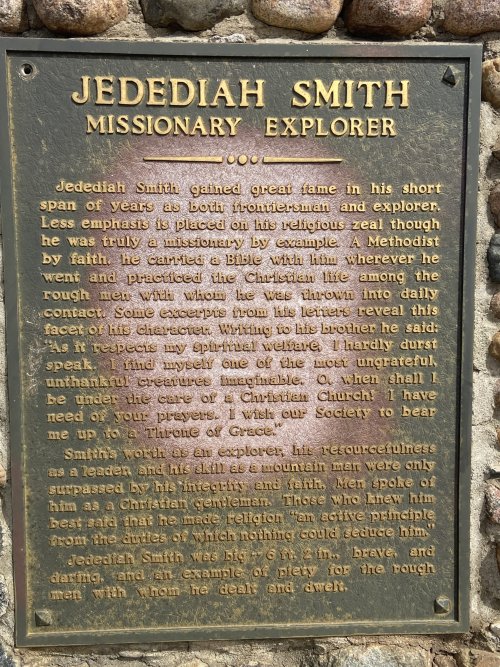 JEDEDIAH SMITH
MISSIONARY EXPLORER
Jedediah Smith gained great fame in his short
span of years as both frontiersman and explorer.
Less emphasis is placed on his religious zeal though
he was truly a missionary by example. A Methodist
by faith, he carried a Bible with him wherever he
went and practiced the Christian life among the
rough men with whom he was thrown into daily
contact. Some excerpts from his letters reveal this
facet of his character. Writing to his brother he said:
"As it respects my spiritual welfare, I hardly durst
speak. I find myself one of the most ungrateful,
unthankful creatures imaginable. O, when shall I
be under the care of a Christian Church? I have
need of your prayers. I wish our Society to bear
me up to a Throne of Grace."
Smith's worth as an explorer, his resourcefulness
as a leader and his skill as a mountain man were only
surpassed by his integrity and faith. Men spoke of
him as a Christian gentleman. Those who knew him
best said that he made religion "an active principle
from the duties of which nothing could seduce him."
Jedediah Smith was big - 6 ft. 2 in., brave, and
daring, and an example of piety for the rough
men with whom he dealt and dwelt.